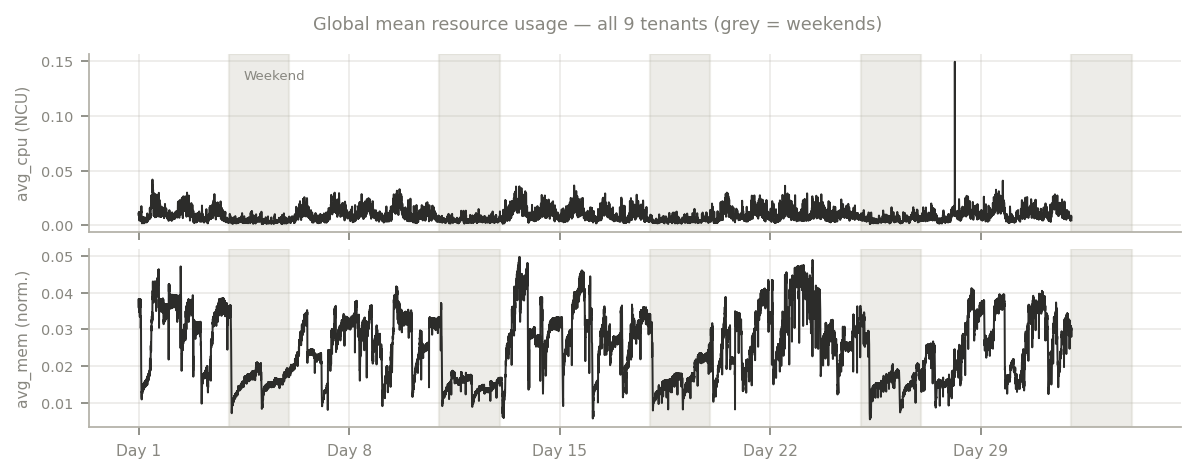 Global mean resource usage — all 9 tenants (grey = weekends)
avg_cpu (NCU)
0.15
0.10
0.05
0.00
Weekend
avg_mem (norm.)
0.05
0.04
0.03
0.02
0.01
Day 1
Day 8
Day 15
Day 22
Day 29